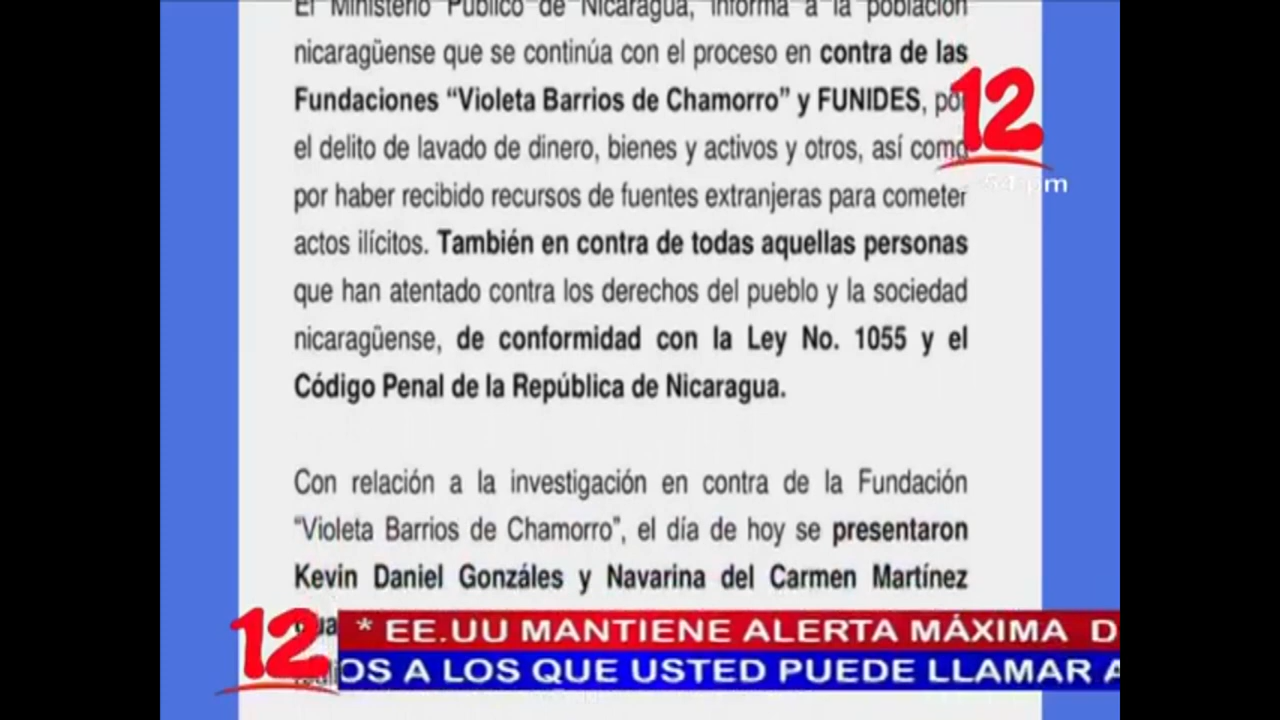 El Ministerio Público de Nicaragua, informa a la población
nicaragüense que se continúa con el proceso en contra de las
Fundaciones “Violeta Barrios de Chamorro” y FUNIDES, por
el delito de lavado de dinero, bienes y activos y otros, así como
por haber recibido recursos de fuentes extranjeras para cometer
actos ilícitos. También en contra de todas aquellas personas
que han atentado contra los derechos del pueblo y la sociedad
nicaragüense, de conformidad con la Ley No. 1055 y el
Código Penal de la República de Nicaragua.
Con relación a la investigación en contra de la Fundación
“Violeta Barrios de Chamorro”, el día de hoy se presentaron
Kevin Daniel Gonzáles y Navarina del Carmen Martínez
12
pm
12
* EE.UU MANTIENE ALERTA MÁXIMA D
OS A LOS QUE USTED PUEDE LLAMAR A